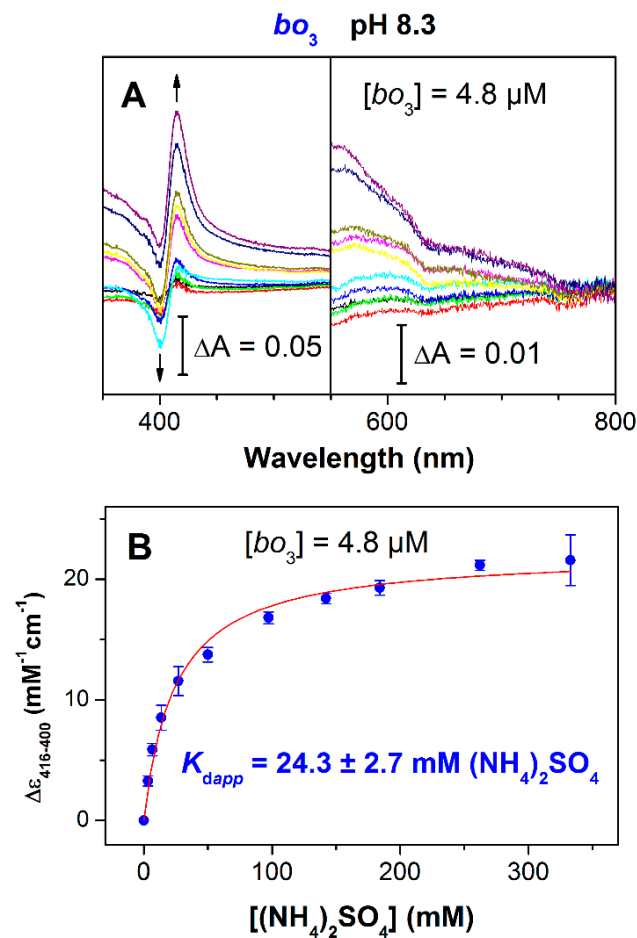 bo₃ pH 8.3
A
[bo₃] = 4.8 µM
ΔA = 0.05
ΔA = 0.01
400
600
800
Wavelength (nm)
B
[bo₃] = 4.8 µM
20
10
0
Δε₄₁₆₋₄₀₀ (mM⁻¹cm⁻¹)
K_dapp = 24.3 ± 2.7 mM (NH₄)₂SO₄
0
100
200
300
[(NH₄)₂SO₄] (mM)